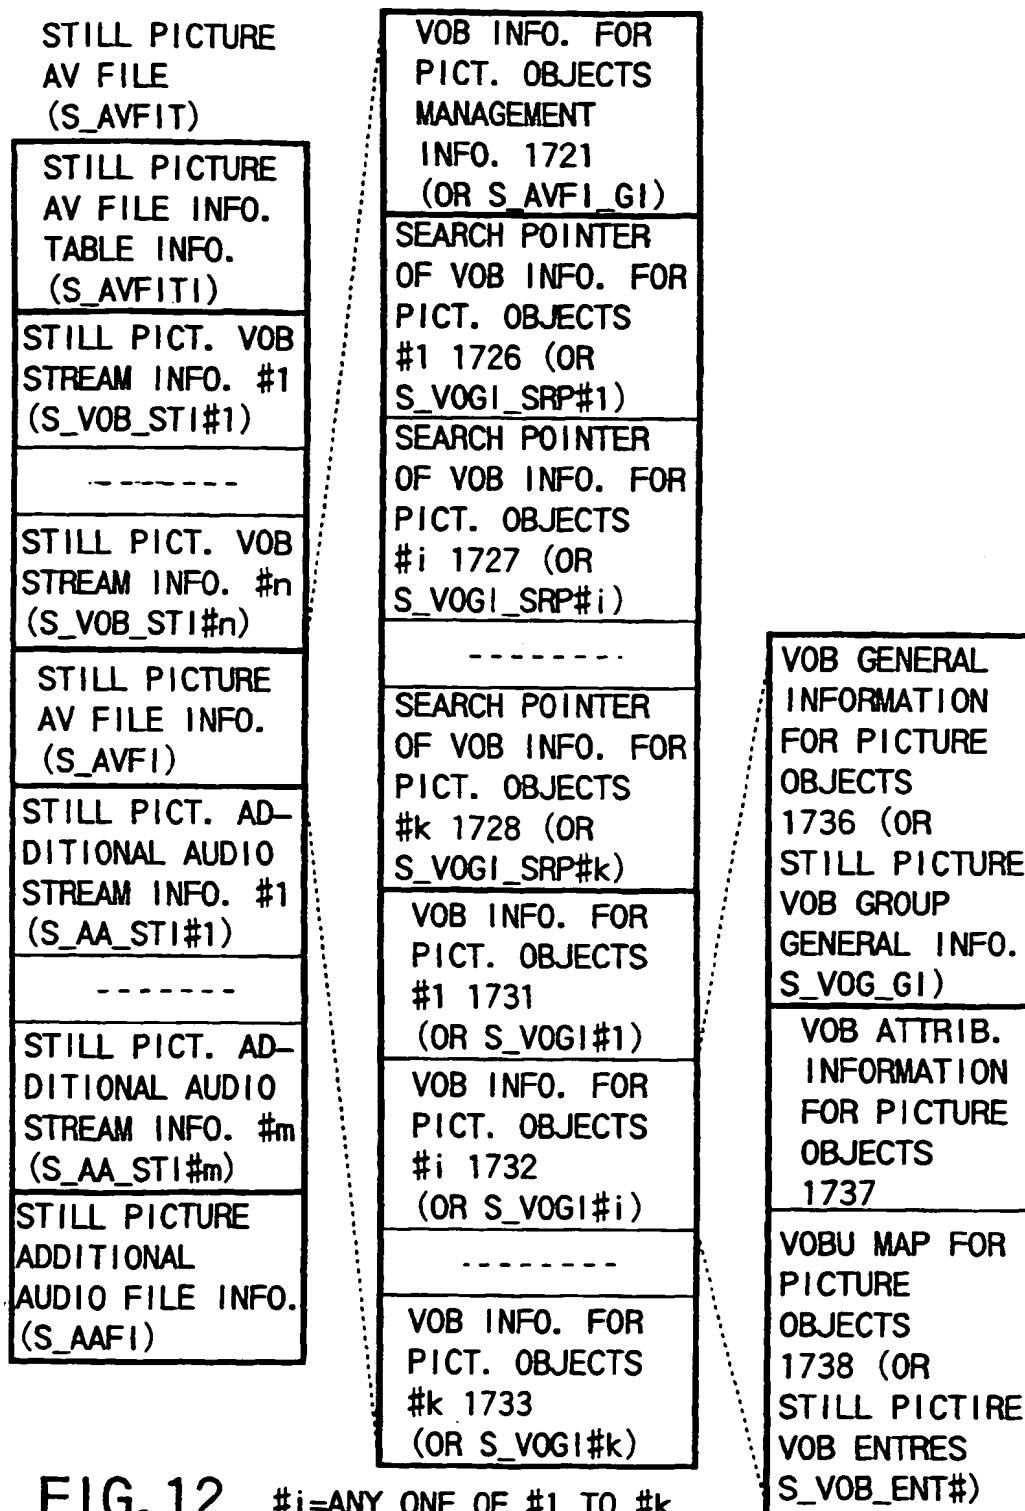 STILL PICTURE
AV FILE
(S_AVFIT)
STILL PICTURE
AV FILE INFO.
TABLE INFO.
(S_AVFITI)
STILL PICT. VOB
STREAM INFO. #1
(S_VOB_STI#1)
-------
STILL PICT. VOB
STREAM INFO. #n
(S_VOB_STI#n)
STILL PICTURE
AV FILE INFO.
(S_AVFI)
STILL PICT. AD-
DITIONAL AUDIO
STREAM INFO. #1
(S_AA_STI#1)
-------
STILL PICT. AD-
DITIONAL AUDIO
STREAM INFO. #m
(S_AA_STI#m)
STILL PICTURE
ADDITIONAL
AUDIO FILE INFO.
(S_AAFI)
VOB INFO. FOR
PICT. OBJECTS
MANAGEMENT
INFO. 1721
(OR S_AVFI_GI)
SEARCH POINTER
OF VOB INFO. FOR
PICT. OBJECTS
#1 1726 (OR
S_VOGI_SRP#1)
SEARCH POINTER
OF VOB INFO. FOR
PICT. OBJECTS
#i 1727 (OR
S_VOGI_SRP#i)
--------
SEARCH POINTER
OF VOB INFO. FOR
PICT. OBJECTS
#k 1728 (OR
S_VOGI_SRP#k)
VOB INFO. FOR
PICT. OBJECTS
#1 1731
(OR S_VOGI#1)
VOB INFO. FOR
PICT. OBJECTS
#i 1732
(OR S_VOGI#i)
--------
VOB INFO. FOR
PICT. OBJECTS
#k 1733
(OR S_VOGI#k)
VOB GENERAL
INFORMATION
FOR PICTURE
OBJECTS
1736 (OR
STILL PICTURE
VOB GROUP
GENERAL INFO.
S_VOG_GI)
VOB ATTRIB.
INFORMATION
FOR PICTURE
OBJECTS
1737
VOBU MAP FOR
PICTURE
OBJECTS
1738 (OR
STILL PICTIRE
VOB ENTRES
S_VOB_ENT#)
FIG. 12 #i=ANY ONE OF #1 TO #k